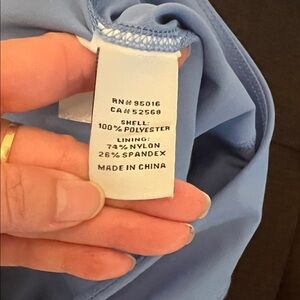 RN# 95016
CA# 52568
SHELL:
100% POLYESTER
LINING:
74% NYLON
26% SPANDEX
MADE IN CHINA